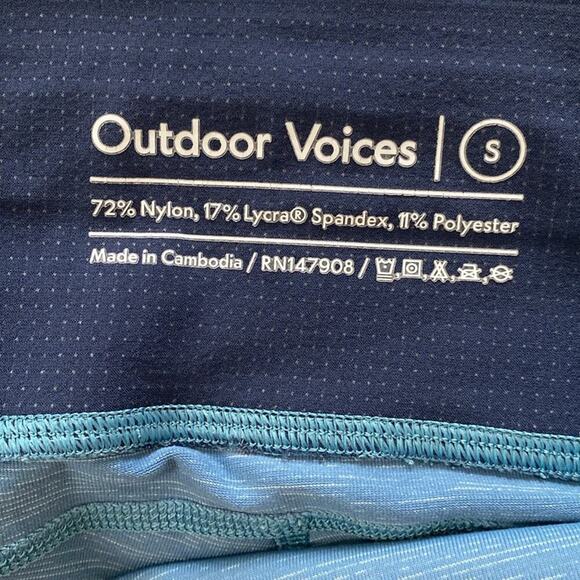 Outdoor Voices | S
72% Nylon, 17% Lycra® Spandex, 11% Polyester
Made in Cambodia / RN147908 /